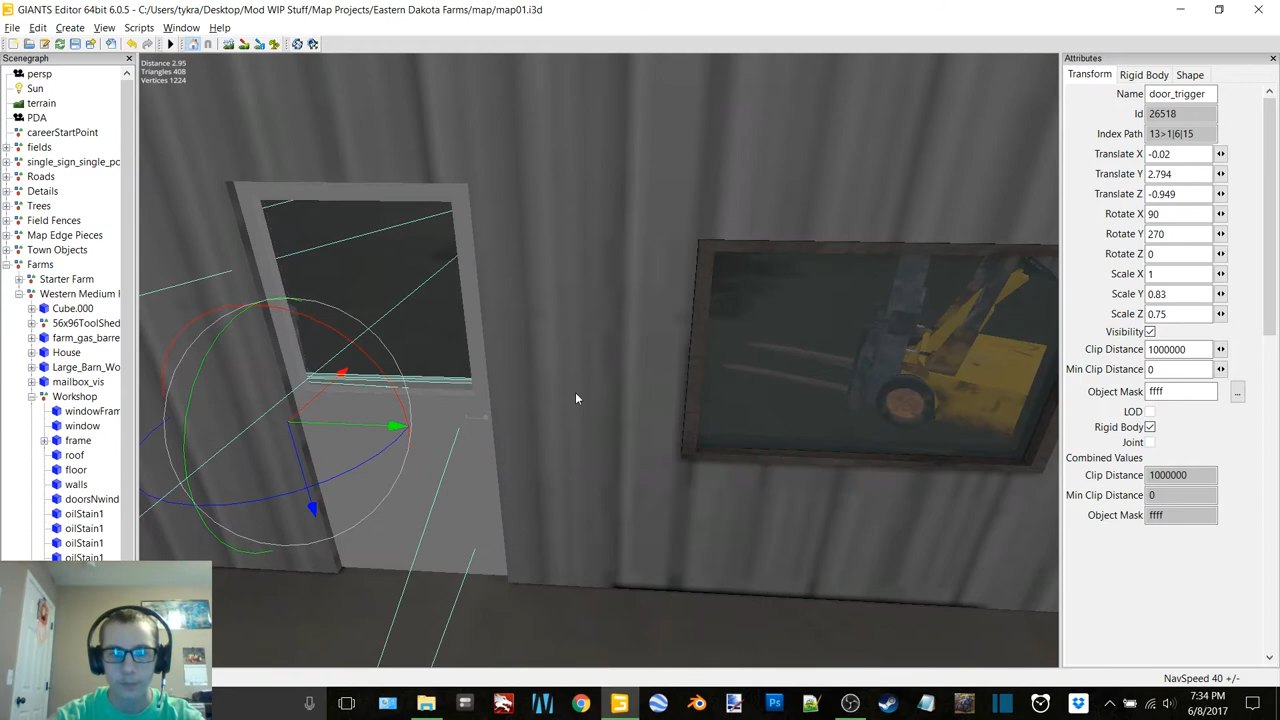 GIANTS Editor 64bit 6.0.5 - C:/Users/tykra/Desktop/Mod WIP Stuff/Map Projects/Eastern Dakota Farms/map/map01.i3d
File Edit Create View Scripts Window Help
Scenegraph
persp
Sun
terrain
PDA
careerStartPoint
fields
single_sign_single_po
Roads
Details
Trees
Field Fences
Map Edge Pieces
Town Objects
Farms
Starter Farm
Western Medium F
Cube.000
56x96ToolShed
farm_gas_barre
House
Large_Barn_Wo
mailbox_vis
Workshop
windowFram
window
frame
roof
floor
walls
doorsNwind
oilStain1
oilStain1
oilStain1
oilStain1
Distance 2.95
Triangles 408
Vertices 1224
Attributes
Transform Rigid Body Shape
Name door_trigger
Id 26518
Index Path 13>1|6|15
Translate X -0.02
Translate Y 2.794
Translate Z -0.949
Rotate X 90
Rotate Y 270
Rotate Z 0
Scale X 1
Scale Y 0.83
Scale Z 0.75
Visibility
Clip Distance 1000000
Min Clip Distance 0
Object Mask ffff ...
LOD
Rigid Body
Joint
Combined Values
Clip Distance 1000000
Min Clip Distance 0
Object Mask ffff
NavSpeed 40 +/-
7:34 PM
6/8/2017